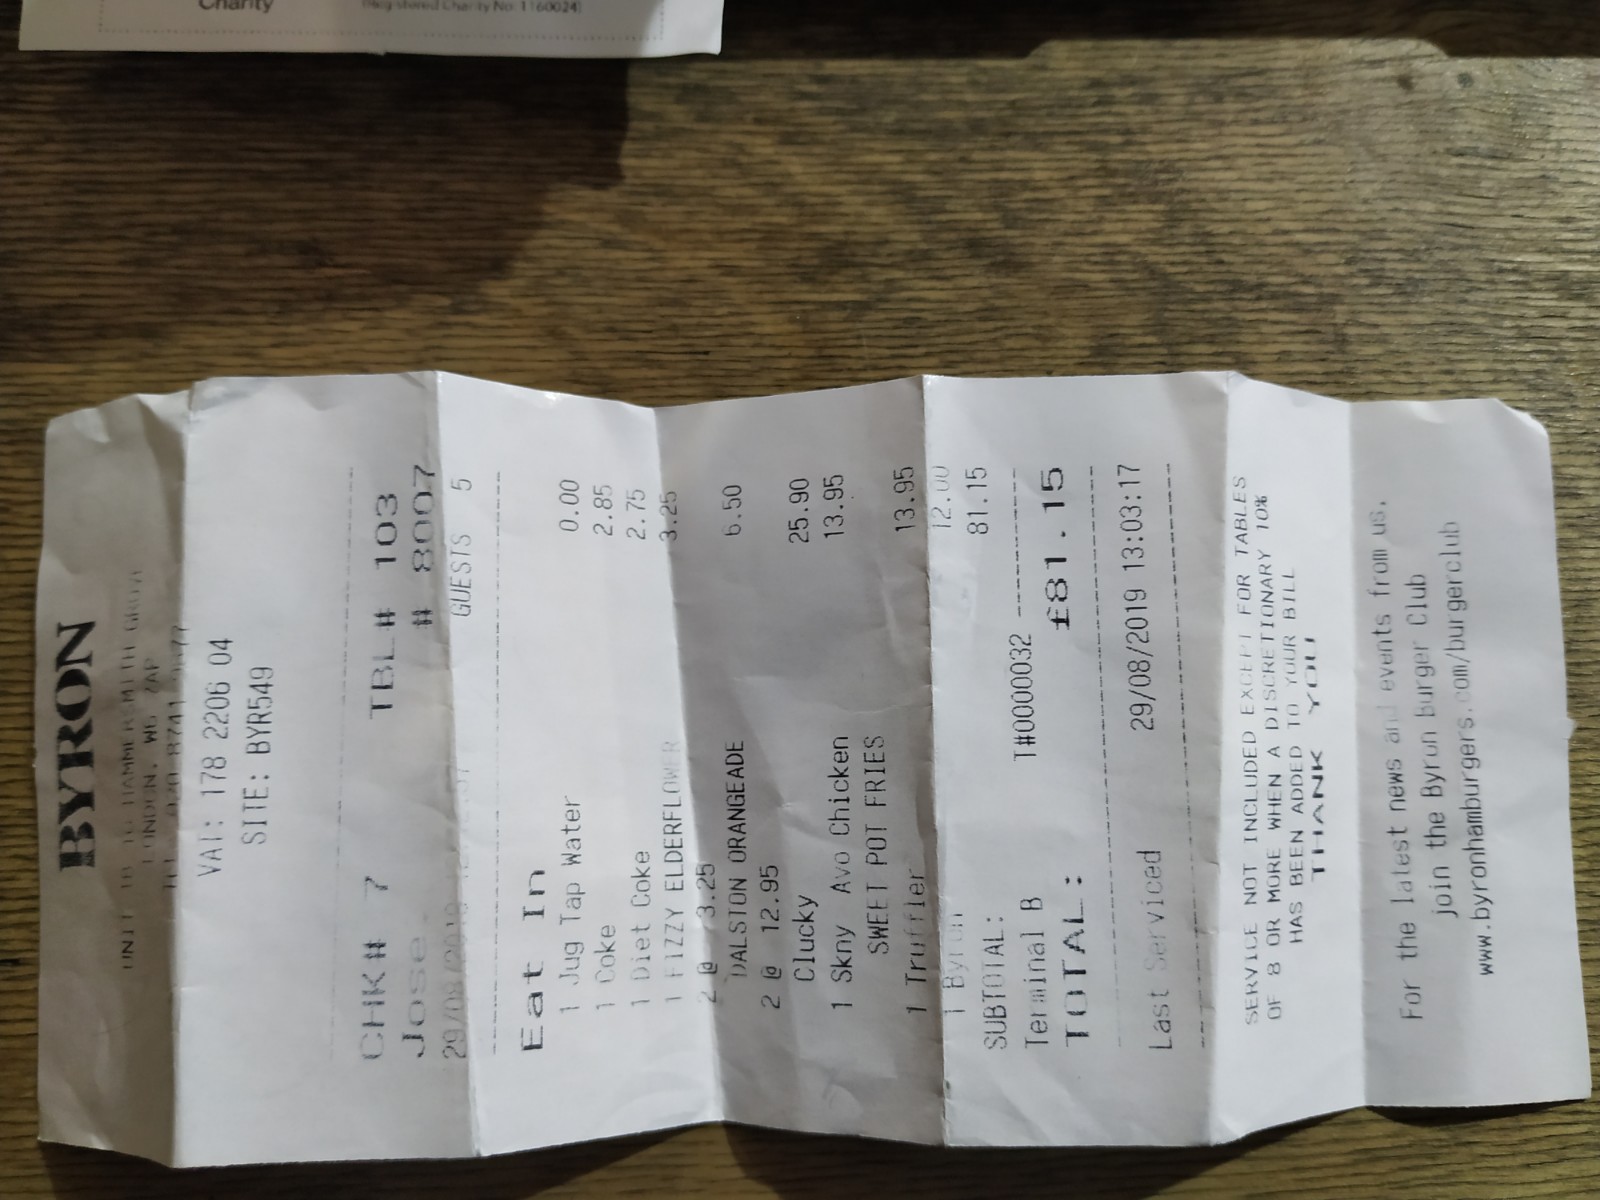 Charity
[Registered Charity No: 1160024]
BYRON
UNIT
LONDON, W6 7AP
020 8741
VAT: 178 2206 04
SITE: BYR549
CHK# 7 TBL# 103
Jose # 8007
29/08/2019 GUESTS 5
Eat In
1 Jug Tap Water 0.00
1 Coke 2.85
1 Diet Coke 2.75
1 FIZZY ELDERFLOWER 3.25
2 @ 3.25
DALSTON ORANGEADE 6.50
2 @ 12.95
Clucky 25.90
1 Skny Avo Chicken 13.95
SWEET POT FRIES
1 Truffler 13.95
1 Byron 12.00
SUBTOTAL: 81.15
Terminal B T#0000032
TOTAL: £81.15
Last Serviced 29/08/2019 13:03:17
SERVICE NOT INCLUDED EXCEPT FOR TABLES
OF 8 OR MORE WHEN A DISCRETIONARY 10%
HAS BEEN ADDED TO YOUR BILL
THANK YOU!
For the latest news and events from us,
join the Byron burger Club
www.byronhamburgers.com/burgerclub